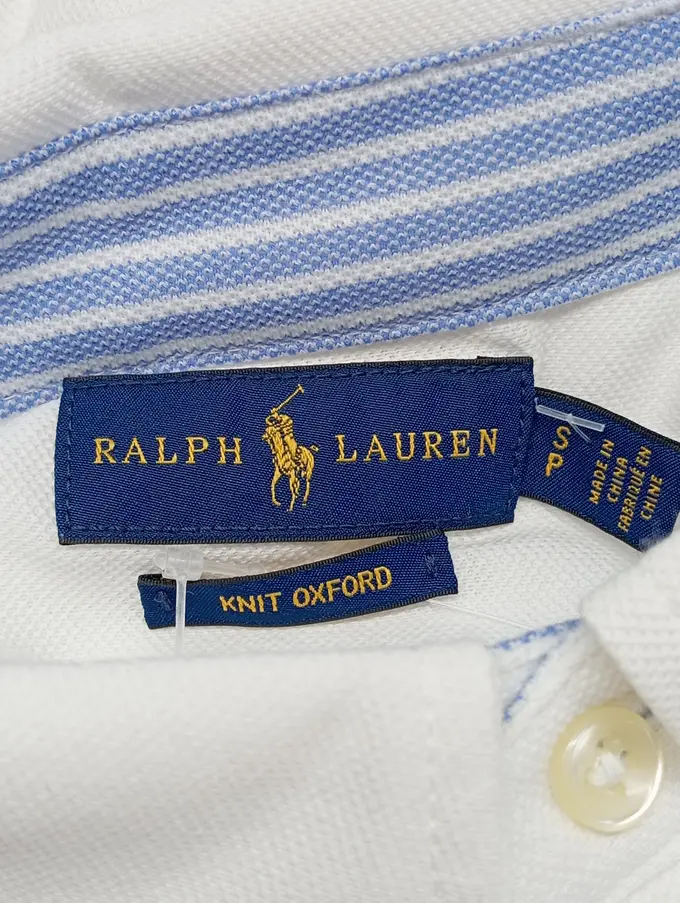 RALPH LAUREN
S
P
MADE IN
CHINA
FABRIQUÉ EN
CHINE
KNIT OXFORD